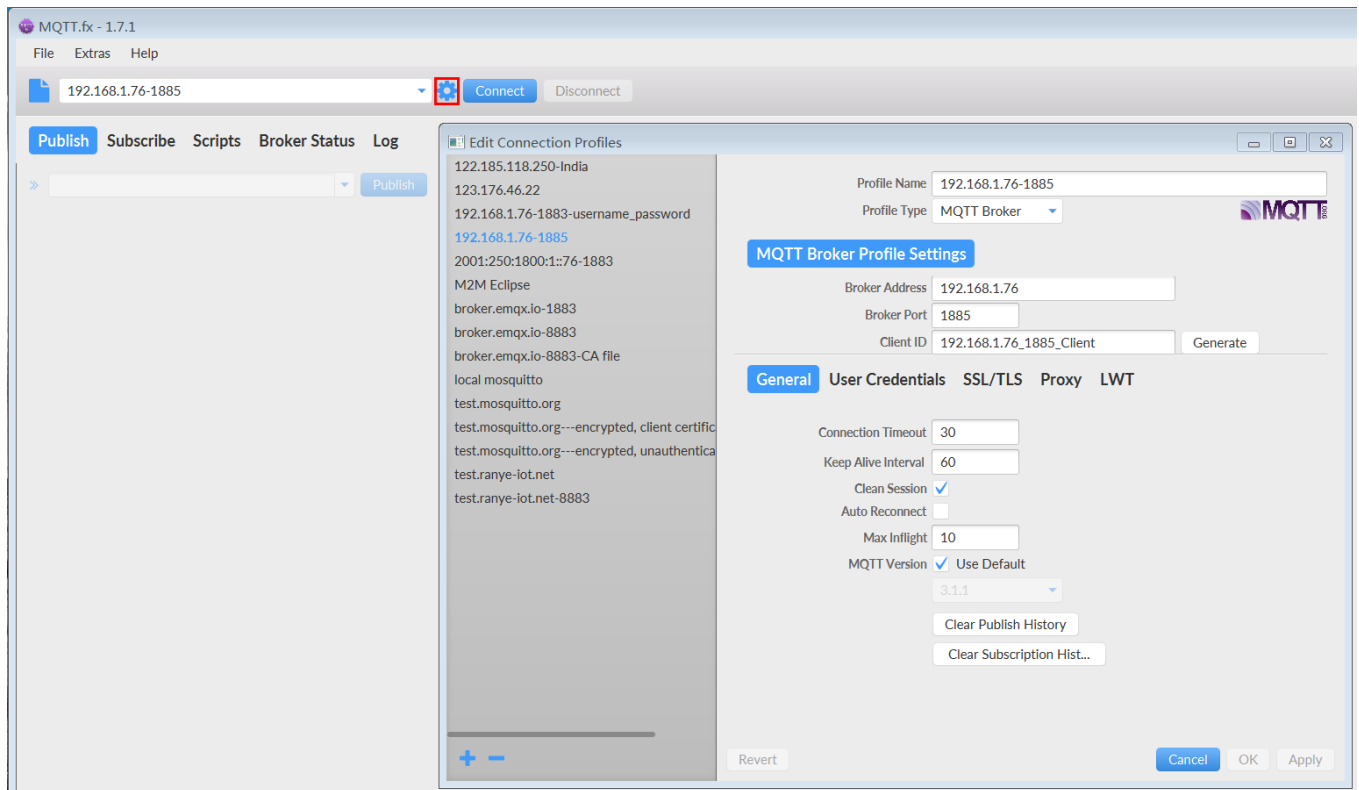 MQTT.fx - 1.7.1
File Extras Help
192.168.1.76-1885 Connect Disconnect
Publish Subscribe Scripts Broker Status Log
Publish
Edit Connection Profiles
122.185.118.250-India
123.176.46.22
192.168.1.76-1883-username_password
192.168.1.76-1885
2001:250:1800:1::76-1883
M2M Eclipse
broker.emqx.io-1883
broker.emqx.io-8883
broker.emqx.io-8883-CA file
local mosquitto
test.mosquitto.org
test.mosquitto.org---encrypted, client certific
test.mosquitto.org---encrypted, unauthentica
test.ranye-iot.net
test.ranye-iot.net-8883
Profile Name 192.168.1.76-1885
Profile Type MQTT Broker
MQTT
MQTT Broker Profile Settings
Broker Address 192.168.1.76
Broker Port 1885
Client ID 192.168.1.76_1885_Client Generate
General User Credentials SSL/TLS Proxy LWT
Connection Timeout 30
Keep Alive Interval 60
Clean Session
Auto Reconnect
Max Inflight 10
MQTT Version Use Default
3.1.1
Clear Publish History
Clear Subscription Hist...
Revert Cancel OK Apply